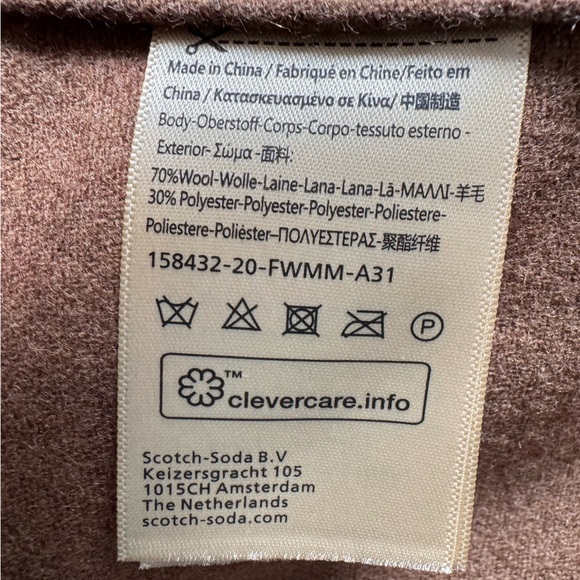 Made in China / Fabriqué en Chine/Feito em
China / Κατασκευασμένο σε Κίνα/ 中国制造
Body-Oberstoff-Corps-Corpo-tessuto esterno -
Exterior- Σώμα -面料:
70%Wool-Wolle-Laine-Lana-Lana-Lã-ΜΑΛΛΙ-羊毛
30% Polyester-Polyester-Polyester-Poliestere-
Poliestere-Poliéster–ΠΟΛΥΕΣΤΕΡΑΣ-聚酯纤维
158432-20-FWMM-A31
P
™
clevercare.info
Scotch-Soda B.V
Keizersgracht 105
1015CH Amsterdam
The Netherlands
scotch-soda.com